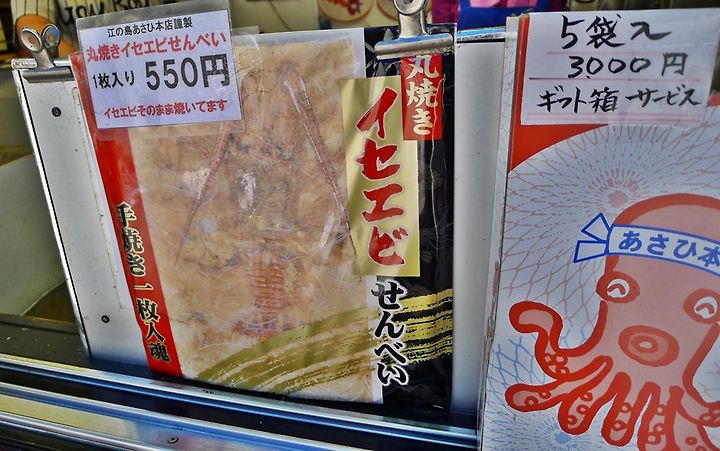 江の島あさひ本店謹製
丸焼きイセエビせんべい
1枚入り 550円
イセエビそのまま焼いてます
丸焼き
イセエビ
せんべい
手焼き一枚入魂
5袋入
3000円
ギフト箱サービス
あさひ本